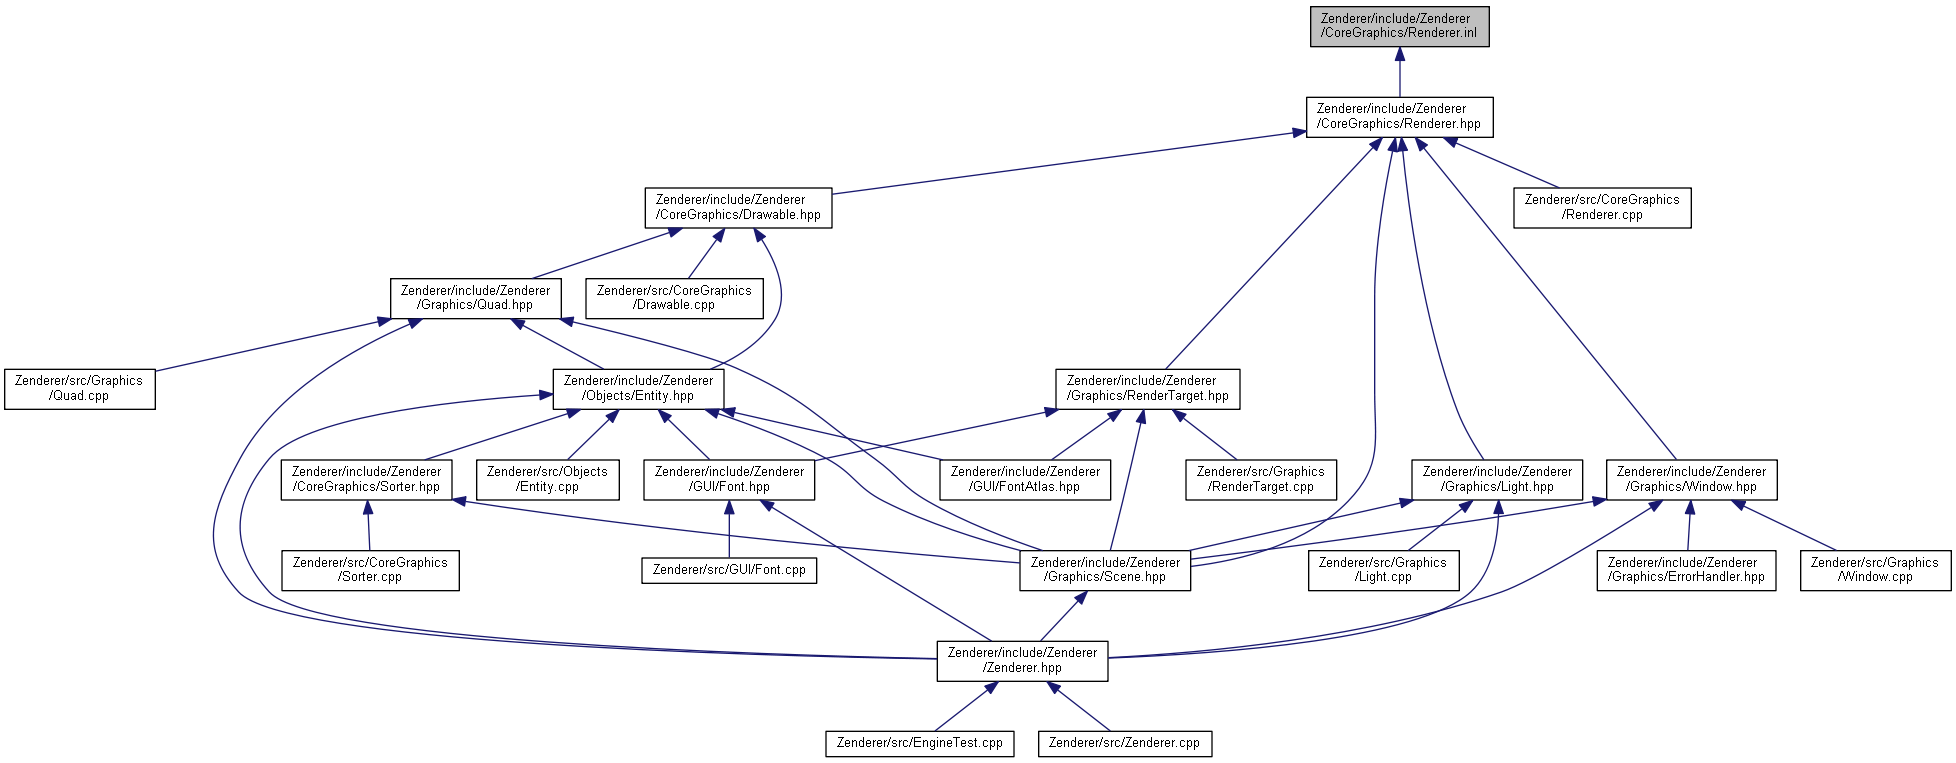 Zenderer/include/Zenderer
/CoreGraphics/Renderer.inl
Zenderer/include/Zenderer
/CoreGraphics/Renderer.hpp
Zenderer/include/Zenderer
/CoreGraphics/Drawable.hpp
Zenderer/src/CoreGraphics
/Renderer.cpp
Zenderer/include/Zenderer
/Graphics/Quad.hpp
Zenderer/src/CoreGraphics
/Drawable.cpp
Zenderer/src/Graphics
/Quad.cpp
Zenderer/include/Zenderer
/Objects/Entity.hpp
Zenderer/include/Zenderer
/Graphics/RenderTarget.hpp
Zenderer/include/Zenderer
/CoreGraphics/Sorter.hpp
Zenderer/src/Objects
/Entity.cpp
Zenderer/include/Zenderer
/GUI/Font.hpp
Zenderer/include/Zenderer
/GUI/FontAtlas.hpp
Zenderer/src/Graphics
/RenderTarget.cpp
Zenderer/include/Zenderer
/Graphics/Light.hpp
Zenderer/include/Zenderer
/Graphics/Window.hpp
Zenderer/src/CoreGraphics
/Sorter.cpp
Zenderer/src/GUI/Font.cpp
Zenderer/include/Zenderer
/Graphics/Scene.hpp
Zenderer/src/Graphics
/Light.cpp
Zenderer/include/Zenderer
/Graphics/ErrorHandler.hpp
Zenderer/src/Graphics
/Window.cpp
Zenderer/include/Zenderer
/Zenderer.hpp
Zenderer/src/EngineTest.cpp
Zenderer/src/Zenderer.cpp